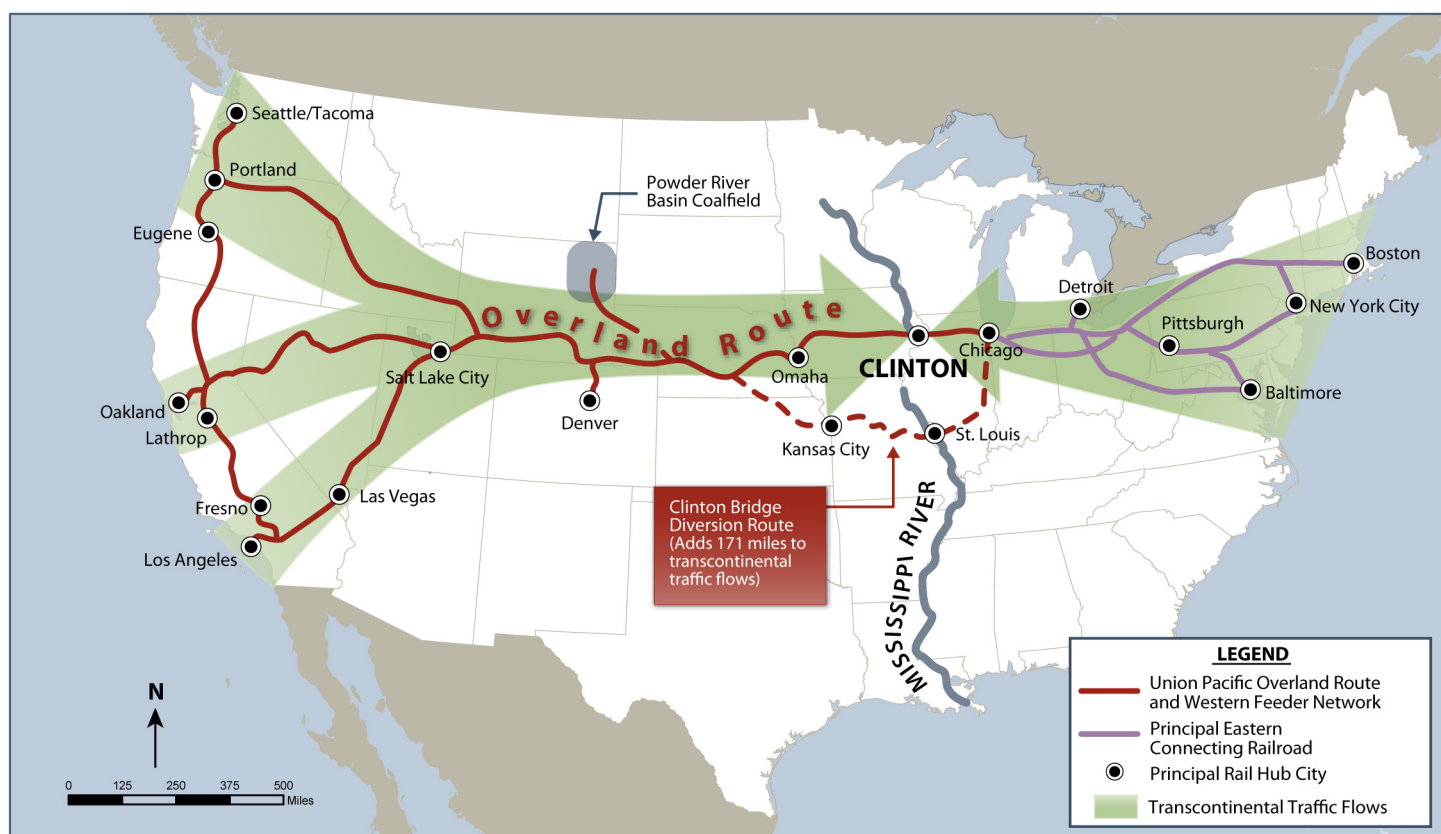 Seattle/Tacoma
Portland
Eugene
Powder River
Basin Coalfield
Overland Route
Salt Lake City
Oakland
Lathrop
Denver
Omaha
CLINTON
Chicago
Detroit
Pittsburgh
Boston
New York City
Baltimore
Kansas City
St. Louis
Fresno
Las Vegas
Los Angeles
Clinton Bridge
Diversion Route
(Adds 171 miles to
transcontinental
traffic flows)
MISSISSIPPI RIVER
N
0 125 250 375 500
Miles
LEGEND
Union Pacific Overland Route
and Western Feeder Network
Principal Eastern
Connecting Railroad
Principal Rail Hub City
Transcontinental Traffic Flows